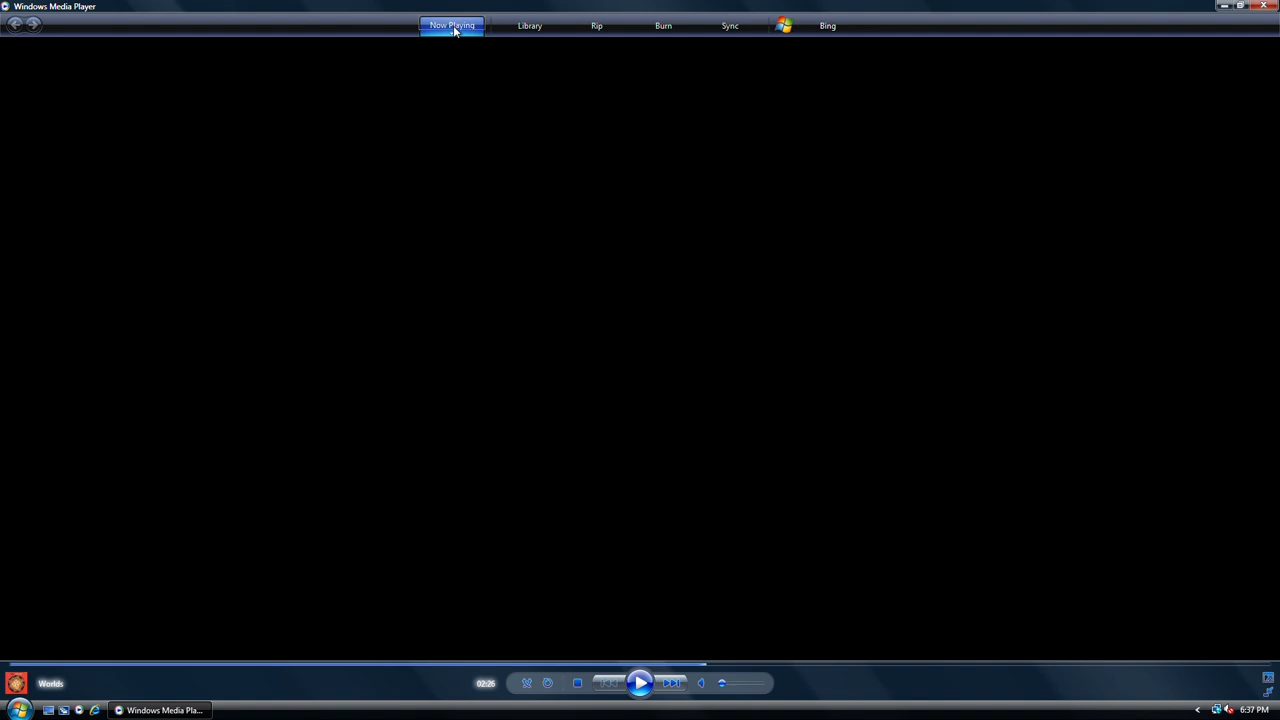 Windows Media Player
Now Playing
Library
Rip
Burn
Sync
Bing
Worlds
02:26
Windows Media Pla...
6:37 PM